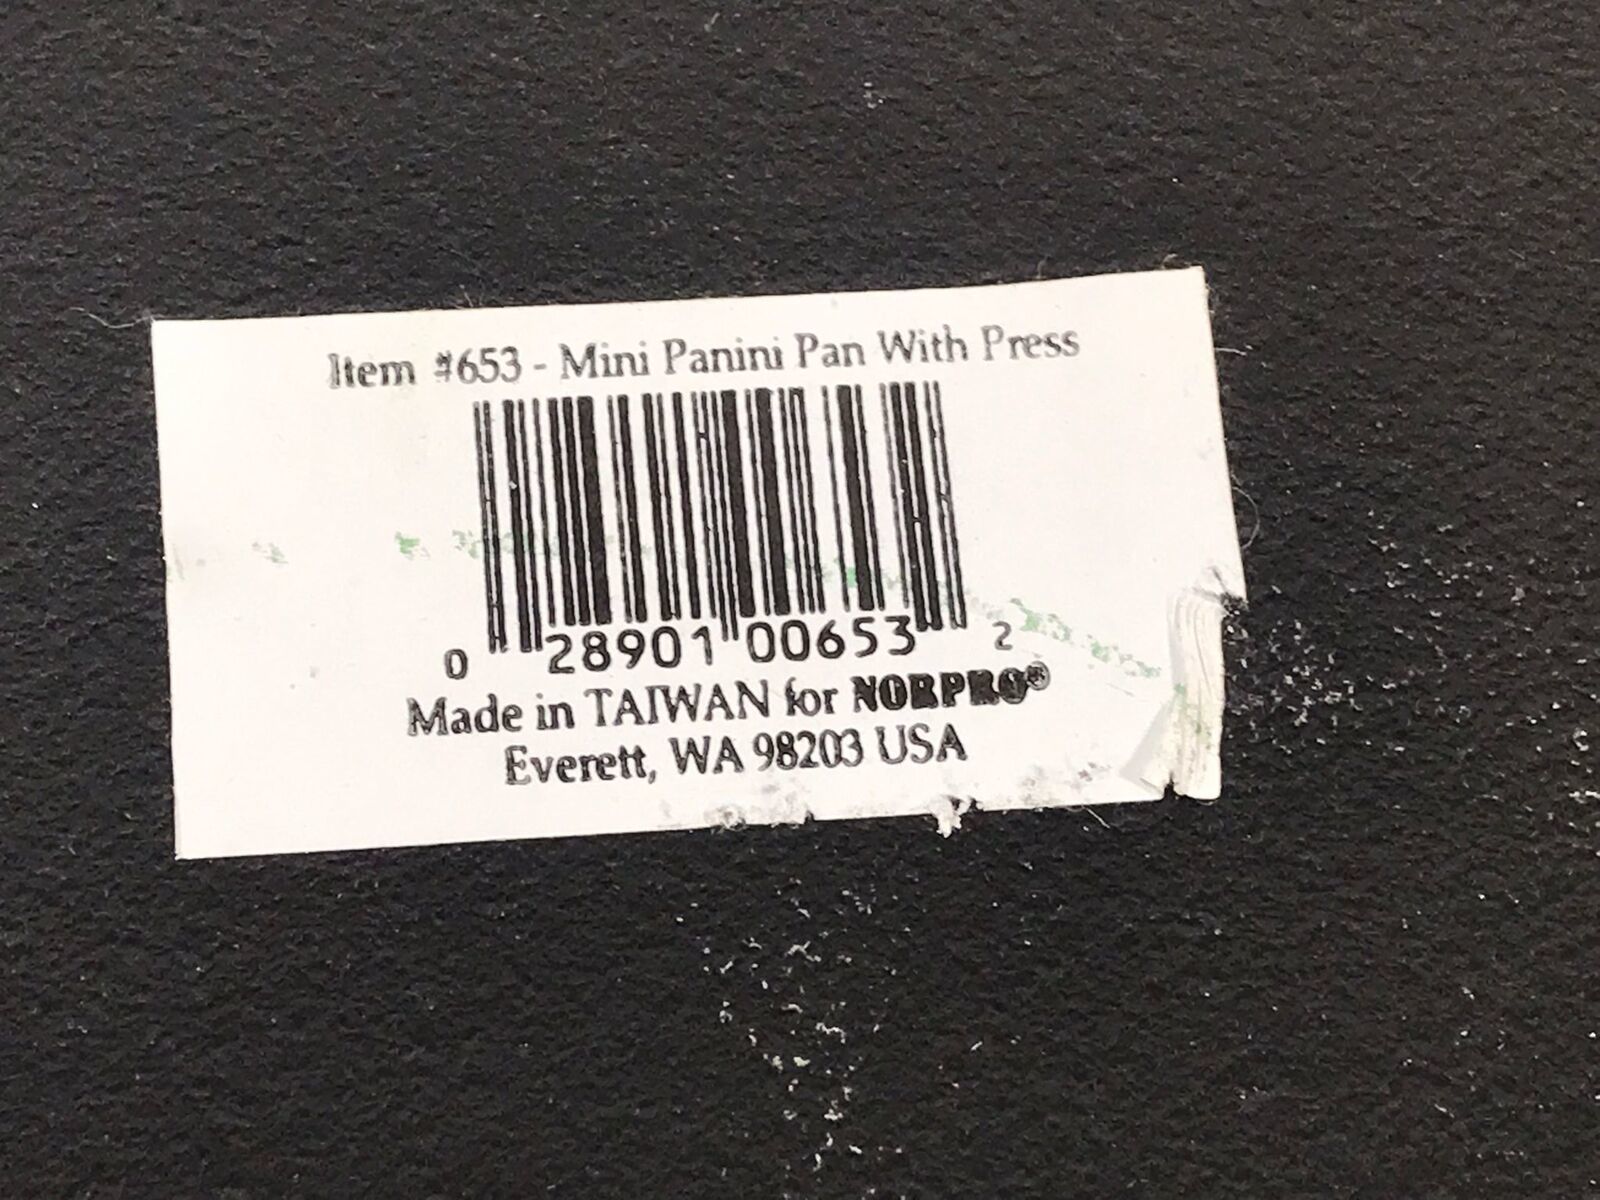 Item #653 - Mini Panini Pan With Press
0 28901 00653 2
Made in TAIWAN for NORPRO®
Everett, WA 98203 USA